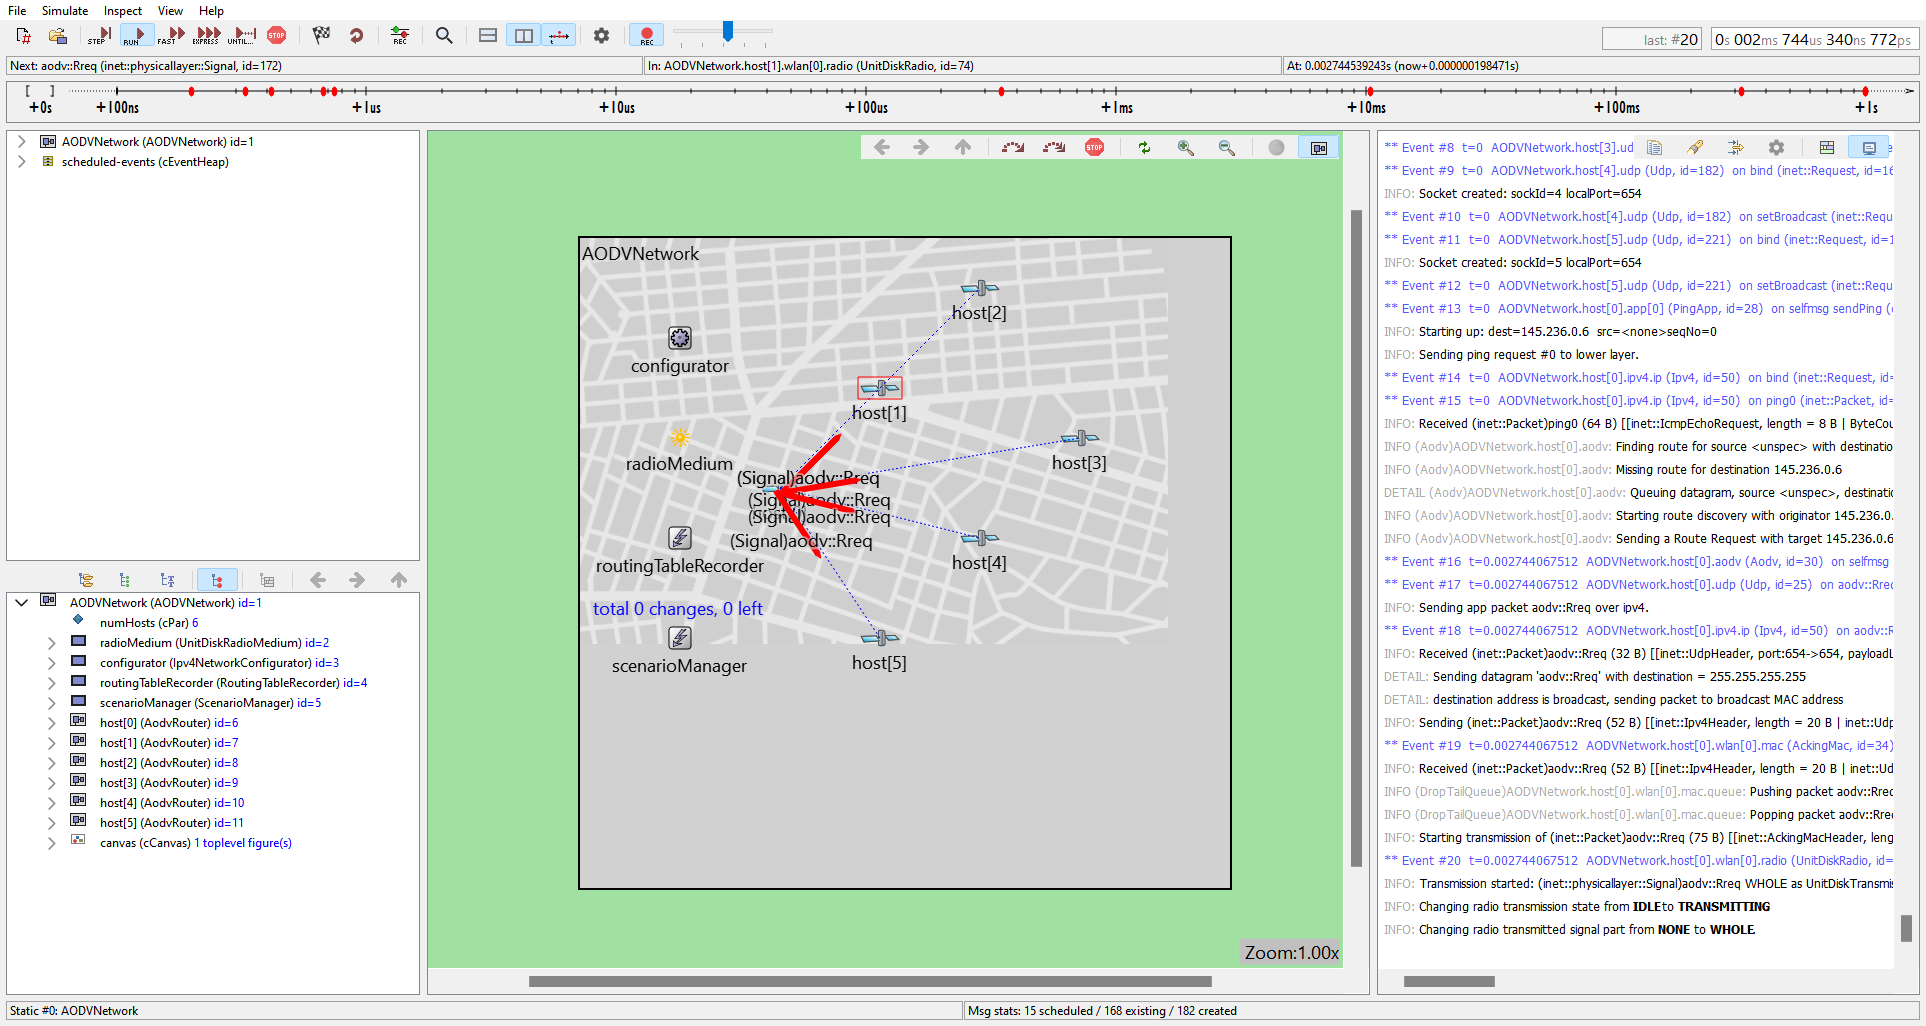 File Simulate Inspect View Help
STEP RUN FAST EXPRESS UNTIL... STOP REC REC
last: #20 0s 002ms 744us 340ns 772ps
Next: aodv::Rreq (inet::physicallayer::Signal, id=172) In: AODVNetwork.host[1].wlan[0].radio (UnitDiskRadio, id=74) At: 0.002744539243s (now+0.000000198471s)
+0s +100ns +1us +10us +100us +1ms +10ms +100ms +1s
AODVNetwork (AODVNetwork) id=1
scheduled-events (cEventHeap)
AODVNetwork (AODVNetwork) id=1
numHosts (cPar) 6
radioMedium (UnitDiskRadioMedium) id=2
configurator (Ipv4NetworkConfigurator) id=3
routingTableRecorder (RoutingTableRecorder) id=4
scenarioManager (ScenarioManager) id=5
host[0] (AodvRouter) id=6
host[1] (AodvRouter) id=7
host[2] (AodvRouter) id=8
host[3] (AodvRouter) id=9
host[4] (AodvRouter) id=10
host[5] (AodvRouter) id=11
canvas (cCanvas) 1 toplevel figure(s)
STOP
AODVNetwork
host[2]
configurator
host[1]
radioMedium
host[3]
(Signal)aodv::Rreq
(Signal)aodv::Rreq
(Signal)aodv::Rreq
(Signal)aodv::Rreq
host[4]
routingTableRecorder
total 0 changes, 0 left
host[5]
scenarioManager
Zoom:1.00x
** Event #8 t=0 AODVNetwork.host[3].ud
** Event #9 t=0 AODVNetwork.host[4].udp (Udp, id=182) on bind (inet::Request, id=16
INFO: Socket created: sockId=4 localPort=654
** Event #10 t=0 AODVNetwork.host[4].udp (Udp, id=182) on setBroadcast (inet::Requ
** Event #11 t=0 AODVNetwork.host[5].udp (Udp, id=221) on bind (inet::Request, id=1
INFO: Socket created: sockId=5 localPort=654
** Event #12 t=0 AODVNetwork.host[5].udp (Udp, id=221) on setBroadcast (inet::Requ
** Event #13 t=0 AODVNetwork.host[0].app[0] (PingApp, id=28) on selfmsg sendPing (
INFO: Starting up: dest=145.236.0.6 src=<none>seqNo=0
INFO: Sending ping request #0 to lower layer.
** Event #14 t=0 AODVNetwork.host[0].ipv4.ip (Ipv4, id=50) on bind (inet::Request, id=
** Event #15 t=0 AODVNetwork.host[0].ipv4.ip (Ipv4, id=50) on ping0 (inet::Packet, id=
INFO: Received (inet::Packet)ping0 (64 B) [[inet::IcmpEchoRequest, length = 8 B | ByteCou
INFO (Aodv)AODVNetwork.host[0].aodv: Finding route for source <unspec> with destinatio
INFO (Aodv)AODVNetwork.host[0].aodv: Missing route for destination 145.236.0.6
DETAIL (Aodv)AODVNetwork.host[0].aodv: Queuing datagram, source <unspec>, destinatio
INFO (Aodv)AODVNetwork.host[0].aodv: Starting route discovery with originator 145.236.0.
INFO (Aodv)AODVNetwork.host[0].aodv: Sending a Route Request with target 145.236.0.6
** Event #16 t=0.002744067512 AODVNetwork.host[0].aodv (Aodv, id=30) on selfmsg
** Event #17 t=0.002744067512 AODVNetwork.host[0].udp (Udp, id=25) on aodv::Rrec
INFO: Sending app packet aodv::Rreq over ipv4.
** Event #18 t=0.002744067512 AODVNetwork.host[0].ipv4.ip (Ipv4, id=50) on aodv::R
INFO: Received (inet::Packet)aodv::Rreq (32 B) [[inet::UdpHeader, port:654->654, payloadL
DETAIL: Sending datagram 'aodv::Rreq' with destination = 255.255.255.255
DETAIL: destination address is broadcast, sending packet to broadcast MAC address
INFO: Sending (inet::Packet)aodv::Rreq (52 B) [[inet::Ipv4Header, length = 20 B | inet::Udp
** Event #19 t=0.002744067512 AODVNetwork.host[0].wlan[0].mac (AckingMac, id=34)
INFO: Received (inet::Packet)aodv::Rreq (52 B) [[inet::Ipv4Header, length = 20 B | inet::Ud
INFO (DropTailQueue)AODVNetwork.host[0].wlan[0].mac.queue: Pushing packet aodv::Rrec
INFO (DropTailQueue)AODVNetwork.host[0].wlan[0].mac.queue: Popping packet aodv::Rre
INFO: Starting transmission of (inet::Packet)aodv::Rreq (75 B) [[inet::AckingMacHeader, leng
** Event #20 t=0.002744067512 AODVNetwork.host[0].wlan[0].radio (UnitDiskRadio, id=
INFO: Transmission started: (inet::physicallayer::Signal)aodv::Rreq WHOLE as UnitDiskTransmis
INFO: Changing radio transmission state from IDLE to TRANSMITTING
INFO: Changing radio transmitted signal part from NONE to WHOLE.
Static #0: AODVNetwork Msg stats: 15 scheduled / 168 existing / 182 created